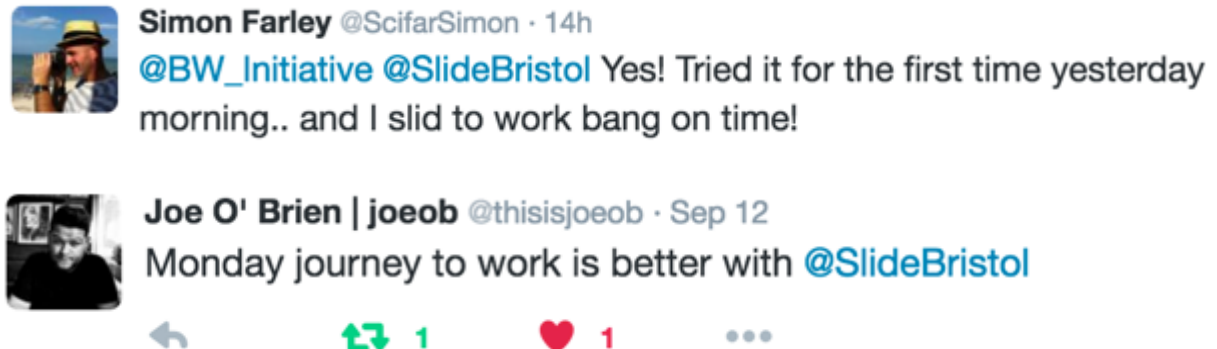 Simon Farley @ScifarSimon · 14h
@BW_Initiative @SlideBristol Yes! Tried it for the first time yesterday
morning.. and I slid to work bang on time!
Joe O' Brien | joeob @thisisjoeob · Sep 12
Monday journey to work is better with @SlideBristol
1 1